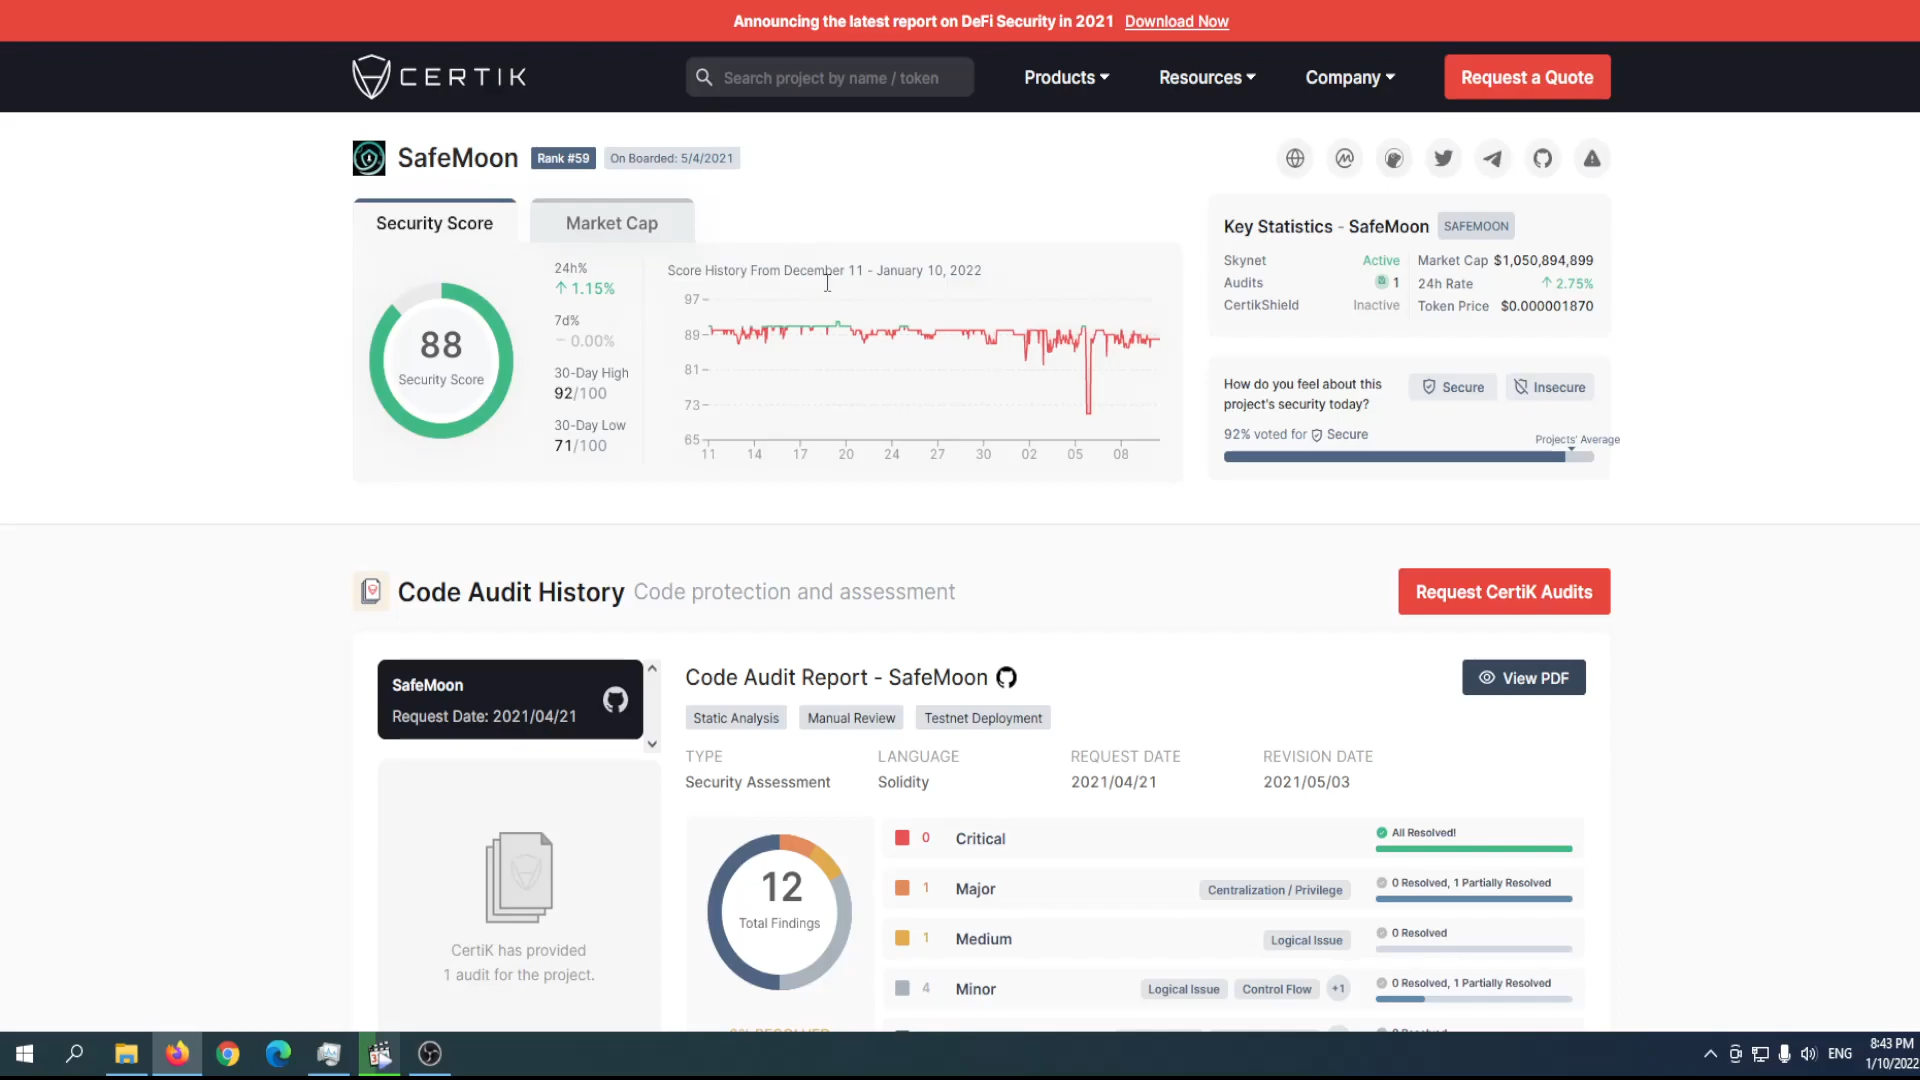 Announcing the latest report on DeFi Security in 2021 Download Now
CERTIK
Search project by name / token
Products
Resources
Company
Request a Quote
SafeMoon
Rank #59
On Boarded: 5/4/2021
Security Score
Market Cap
88
Security Score
24h%
1.15%
7d%
0.00%
30-Day High
92/100
30-Day Low
71/100
Score History From December 11 - January 10, 2022
97
89
81
73
65
11 14 17 20 24 27 30 02 05 08
Key Statistics - SafeMoon SAFEMOON
Skynet Active
Audits 1
CertikShield Inactive
Market Cap $1,050,894,899
24h Rate 2.75%
Token Price $0.000001870
How do you feel about this
project's security today?
Secure
Insecure
92% voted for Secure
Projects' Average
Code Audit History Code protection and assessment
Request CertiK Audits
SafeMoon
Request Date: 2021/04/21
CertiK has provided
1 audit for the project.
Code Audit Report - SafeMoon
View PDF
Static Analysis
Manual Review
Testnet Deployment
TYPE
Security Assessment
LANGUAGE
Solidity
REQUEST DATE
2021/04/21
REVISION DATE
2021/05/03
12
Total Findings
0 Critical All Resolved!
1 Major Centralization / Privilege 0 Resolved, 1 Partially Resolved
1 Medium Logical Issue 0 Resolved
4 Minor Logical Issue Control Flow +1 0 Resolved, 1 Partially Resolved
ENG
8:43 PM
1/10/2022